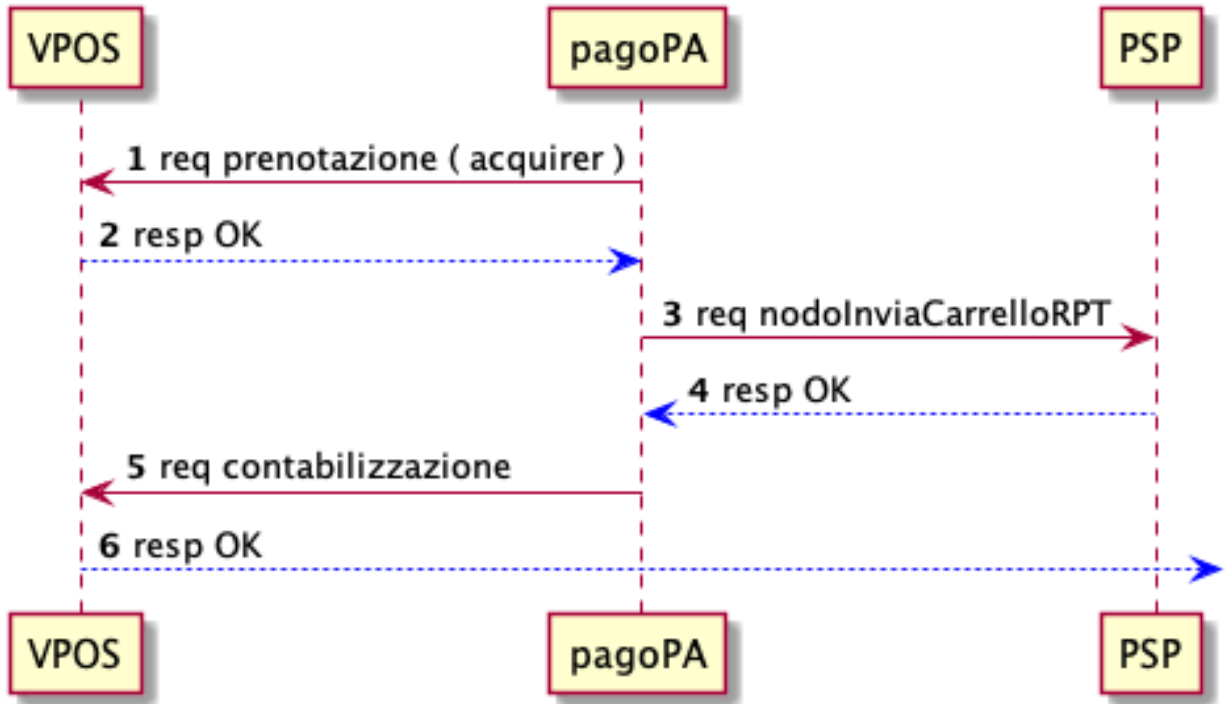 VPOS
pagoPA
PSP
1 req prenotazione ( acquirer )
2 resp OK
3 req nodoInviaCarrelloRPT
4 resp OK
5 req contabilizzazione
6 resp OK
VPOS
pagoPA
PSP